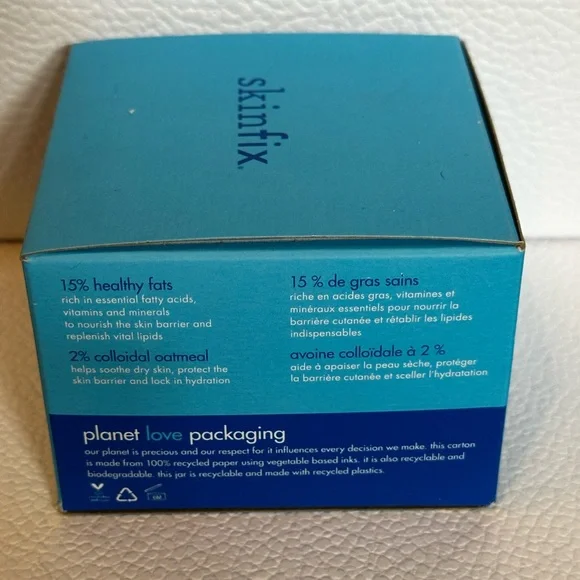 skinfix
15% healthy fats
rich in essential fatty acids,
vitamins and minerals
to nourish the skin barrier and
replenish vital lipids
2% colloidal oatmeal
helps soothe dry skin, protect the
skin barrier and lock in hydration
15 % de gras sains
riche en acides gras, vitamines et
minéraux essentiels pour nourrir la
barrière cutanée et rétablir les lipides
indispensables
avoine colloïdale à 2 %
aide à apaiser la peau sèche, protéger
la barrière cutanée et sceller l'hydratation
planet love packaging
our planet is precious and our respect for it influences every decision we make. this carton
is made from 100% recycled paper using vegetable based inks. it is also recyclable and
biodegradable. this jar is recyclable and made with recycled plastics.